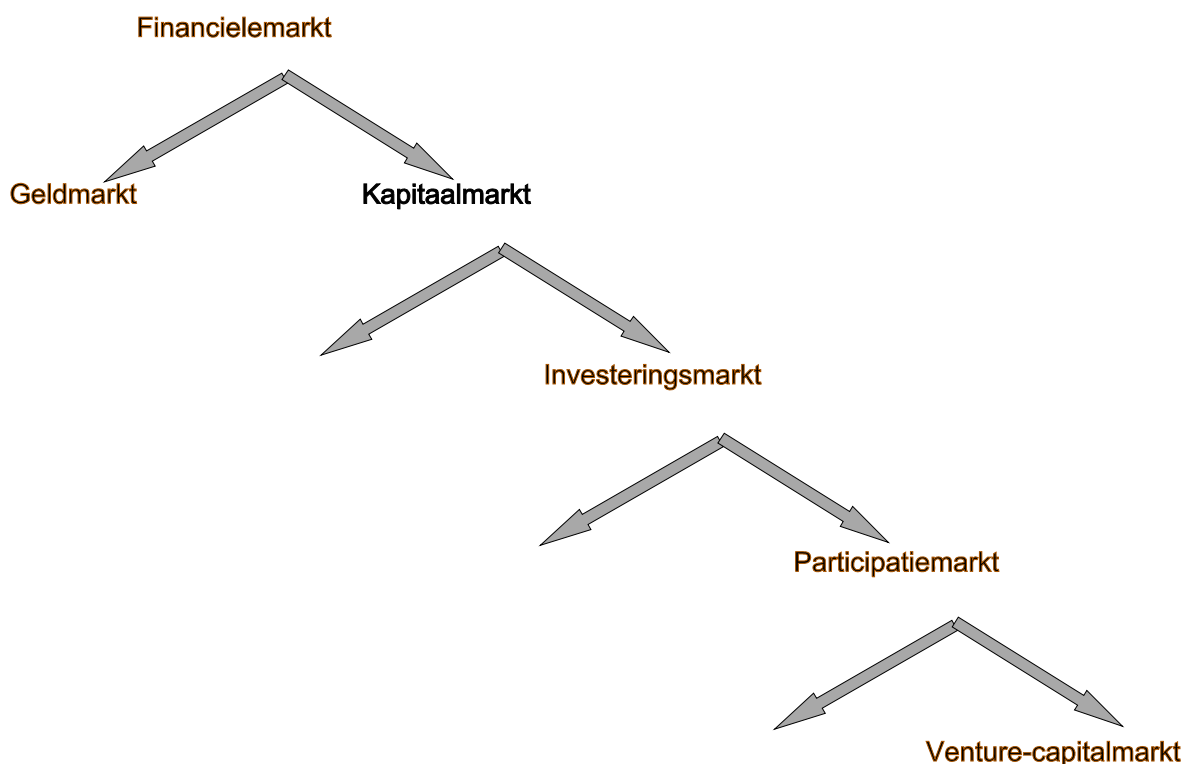 Financielemarkt
Geldmarkt
Kapitaalmarkt
Investeringsmarkt
Participatiemarkt
Venture-capitalmarkt